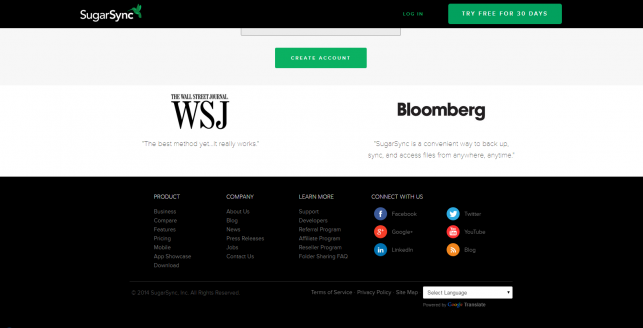 SugarSync
LOG IN
TRY FREE FOR 30 DAYS
CREATE ACCOUNT
THE WALL STREET JOURNAL
WSJ
"The best method yet...it really works."
Bloomberg
"SugarSync is a convenient way to back up,
sync, and access files from anywhere, anytime."
PRODUCT
Business
Compare
Features
Pricing
Mobile
App Showcase
Download
COMPANY
About Us
Blog
News
Press Releases
Jobs
Contact Us
LEARN MORE
Support
Developers
Referral Program
Affiliate Program
Reseller Program
Folder Sharing FAQ
CONNECT WITH US
Facebook
Google+
LinkedIn
Twitter
YouTube
Blog
SugarSync, Inc. All Rights Reserved.
Terms of Service
Privacy Policy
Site Map
Select Language
Powered by Google Translate